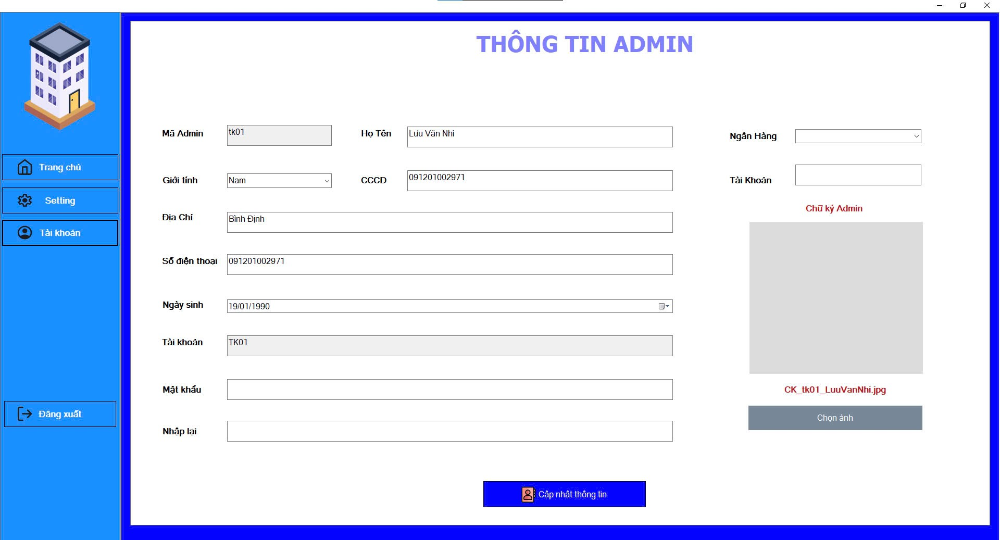 THÔNG TIN ADMIN
Mã Admin
tk01
Họ Tên
Lưu Văn Nhi
Ngân Hàng
Trang chủ
Giới tính
Nam
CCCD
091201002971
Tài Khoản
Setting
Chữ ký Admin
Địa Chỉ
Bình Định
Tài khoản
Số điện thoại
091201002971
Ngày sinh
19/01/1990
Tài khoản
TK01
Mật khẩu
CK_tk01_LuuVanNhi.jpg
Đăng xuất
Chọn ảnh
Nhập lại
Cập nhật thông tin